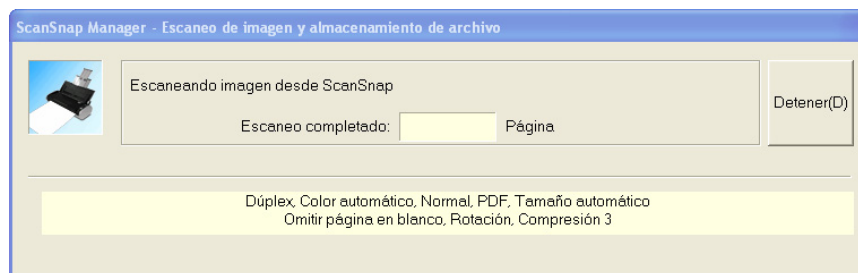 ScanSnap Manager - Escaneo de imagen y almacenamiento de archivo
Escaneando imagen desde ScanSnap
Escaneo completado: Página
Detener(D)
Dúplex, Color automático, Normal, PDF, Tamaño automático
Omitir página en blanco, Rotación, Compresión 3